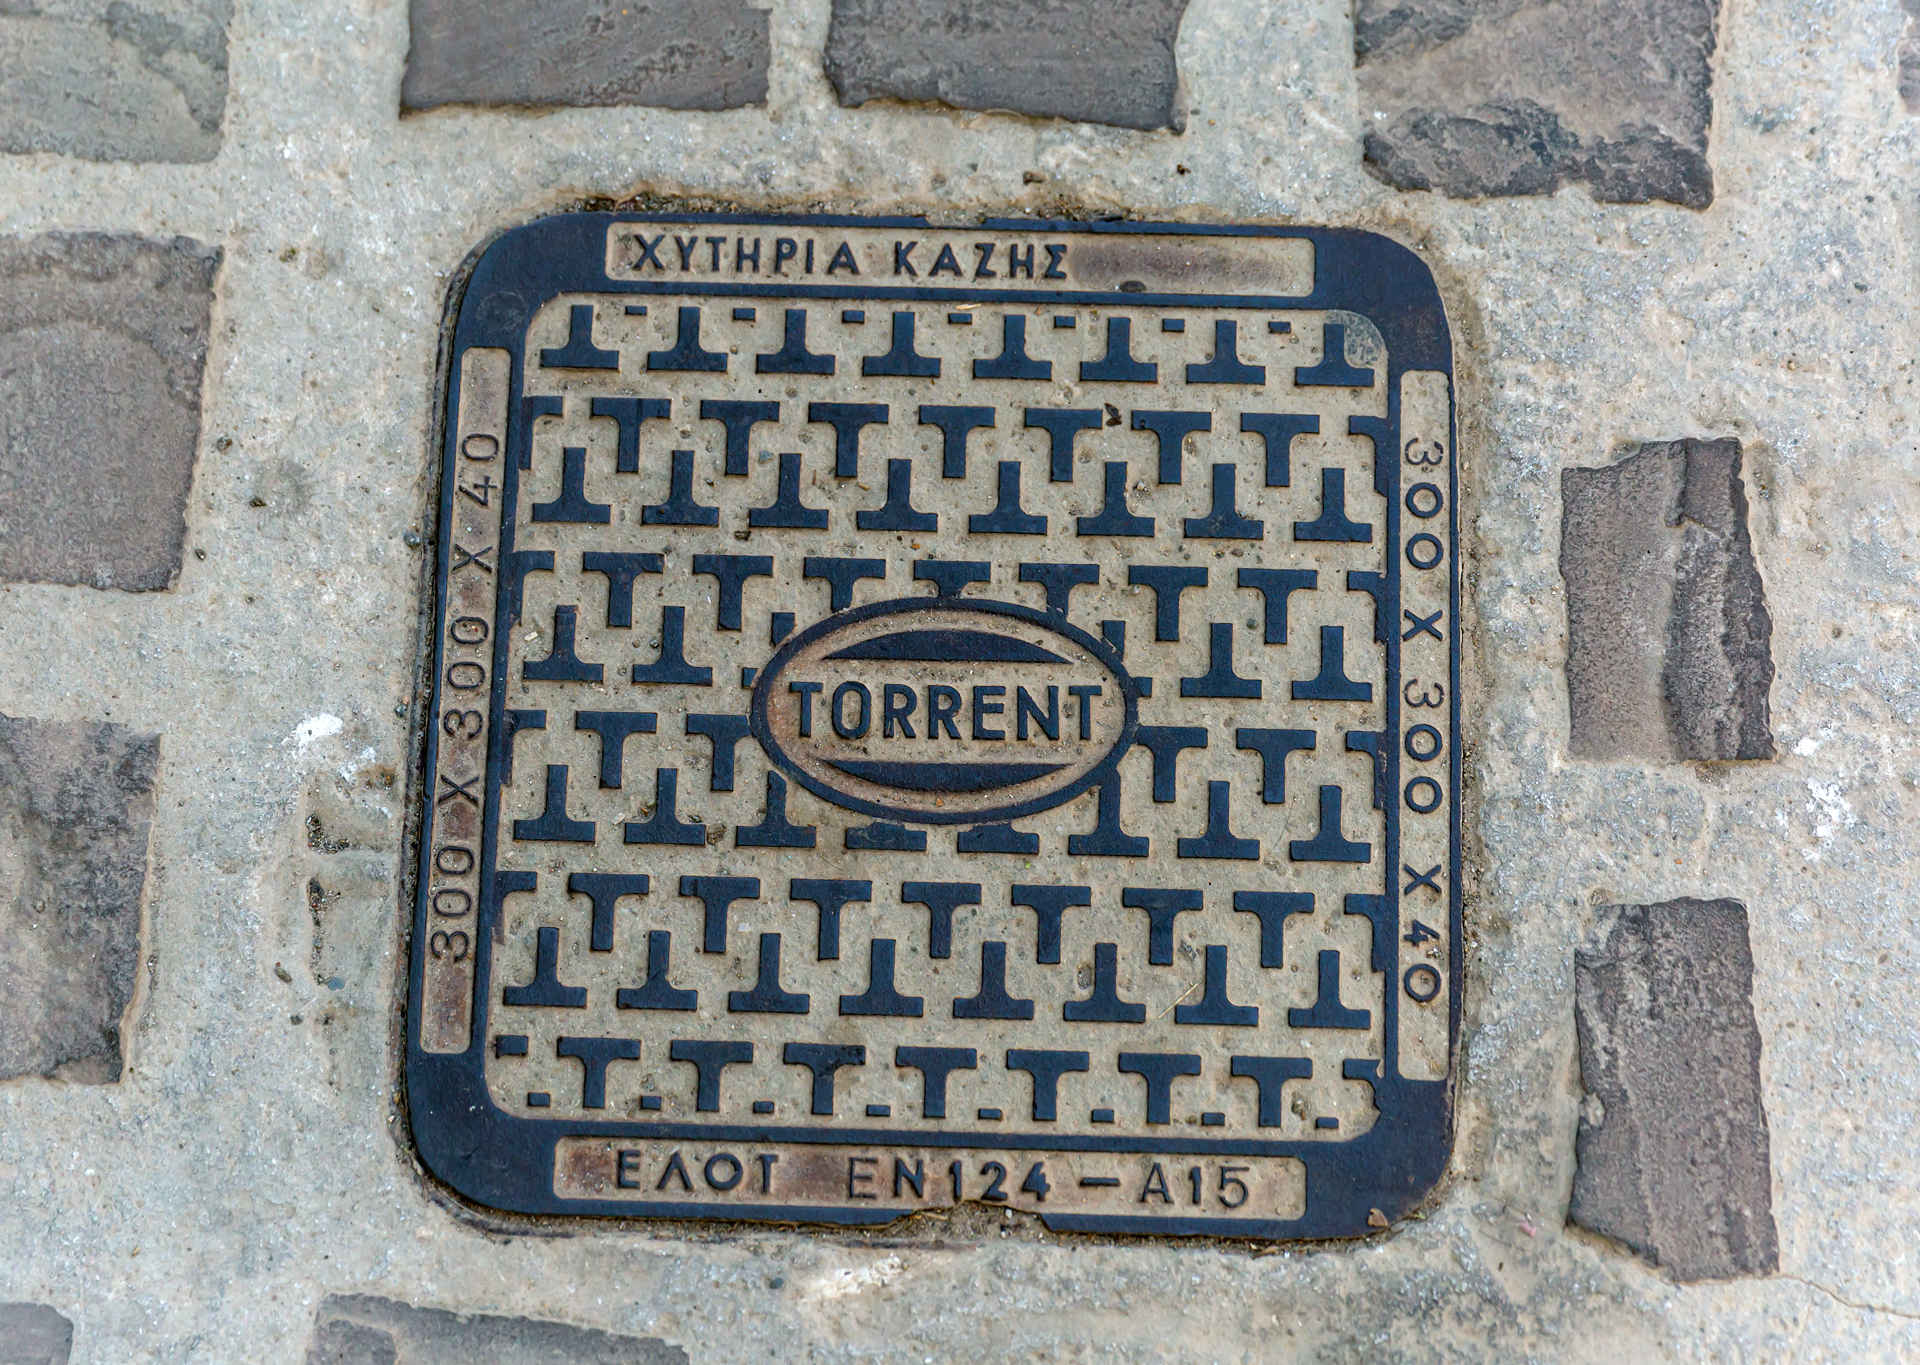 ΧΥΤΗΡΙΑ ΚΑΖΗΣ
300 X 300 X 40
TORRENT
300 X 300 X 40
ΕΛΟΤ EN124 – A15